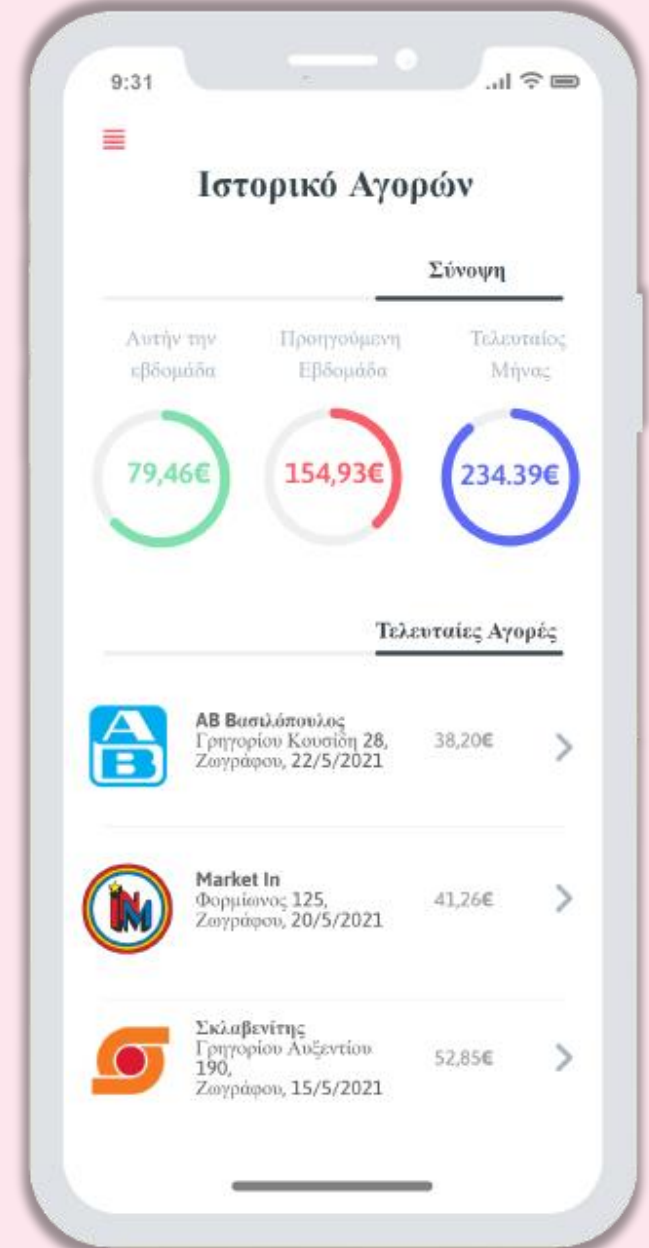 9:31
Ιστορικό Αγορών
Σύνοψη
Αυτήν την
εβδομάδα
Προηγούμενη
Εβδομάδα
Τελευταίος
Μήνας
79,46€
154,93€
234.39€
Τελευταίες Αγορές
AB
ΑΒ Βασιλόπουλος
Γρηγορίου Κουσίδη 28,
Ζωγράφου, 22/5/2021
38,20€
INM
Market In
Φορμίωνος 125,
Ζωγράφου, 20/5/2021
41,26€
Σκλαβενίτης
Γρηγορίου Αυξεντίου
190,
Ζωγράφου, 15/5/2021
52,85€